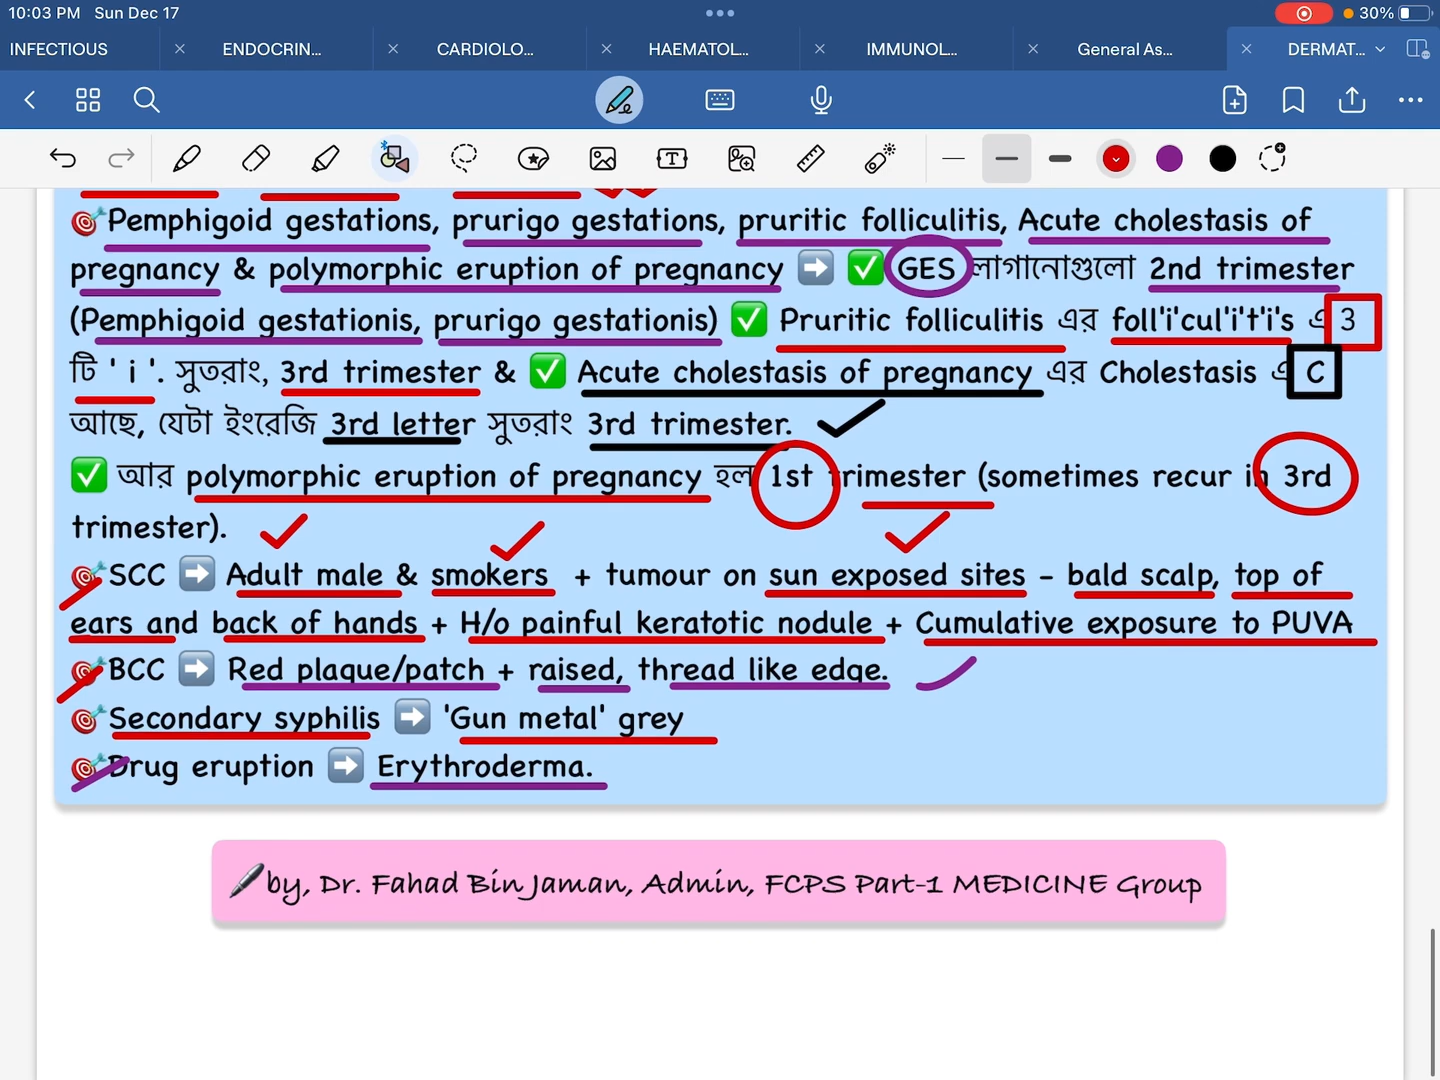 10:03 PM Sun Dec 17
30%
INFECTIOUS
ENDOCRIN...
CARDIOLO...
HAEMATOL...
IMMUNOL...
General As...
DERMAT...
🎯Pemphigoid gestations, prurigo gestations, pruritic folliculitis, Acute cholestasis of
pregnancy & polymorphic eruption of pregnancy ➡️ ✅ GES লাগানোগুলো 2nd trimester
(Pemphigoid gestationis, prurigo gestationis) ✅ Pruritic folliculitis এর foll'i'cul'i't'i's এ 3
টি ' i '. সুতরাং, 3rd trimester & ✅ Acute cholestasis of pregnancy এর Cholestasis এ C
আছে, যেটা ইংরেজি 3rd letter সুতরাং 3rd trimester.
✅ আর polymorphic eruption of pregnancy হল 1st trimester (sometimes recur in 3rd
trimester).
🎯SCC ➡️ Adult male & smokers + tumour on sun exposed sites - bald scalp, top of
ears and back of hands + H/o painful keratotic nodule + Cumulative exposure to PUVA
🎯BCC ➡️ Red plaque/patch + raised, thread like edge.
🎯Secondary syphilis ➡️ 'Gun metal' grey
🎯Drug eruption ➡️ Erythroderma.
🖋️by, Dr. Fahad Bin Jaman, Admin, FCPS Part-1 MEDICINE Group